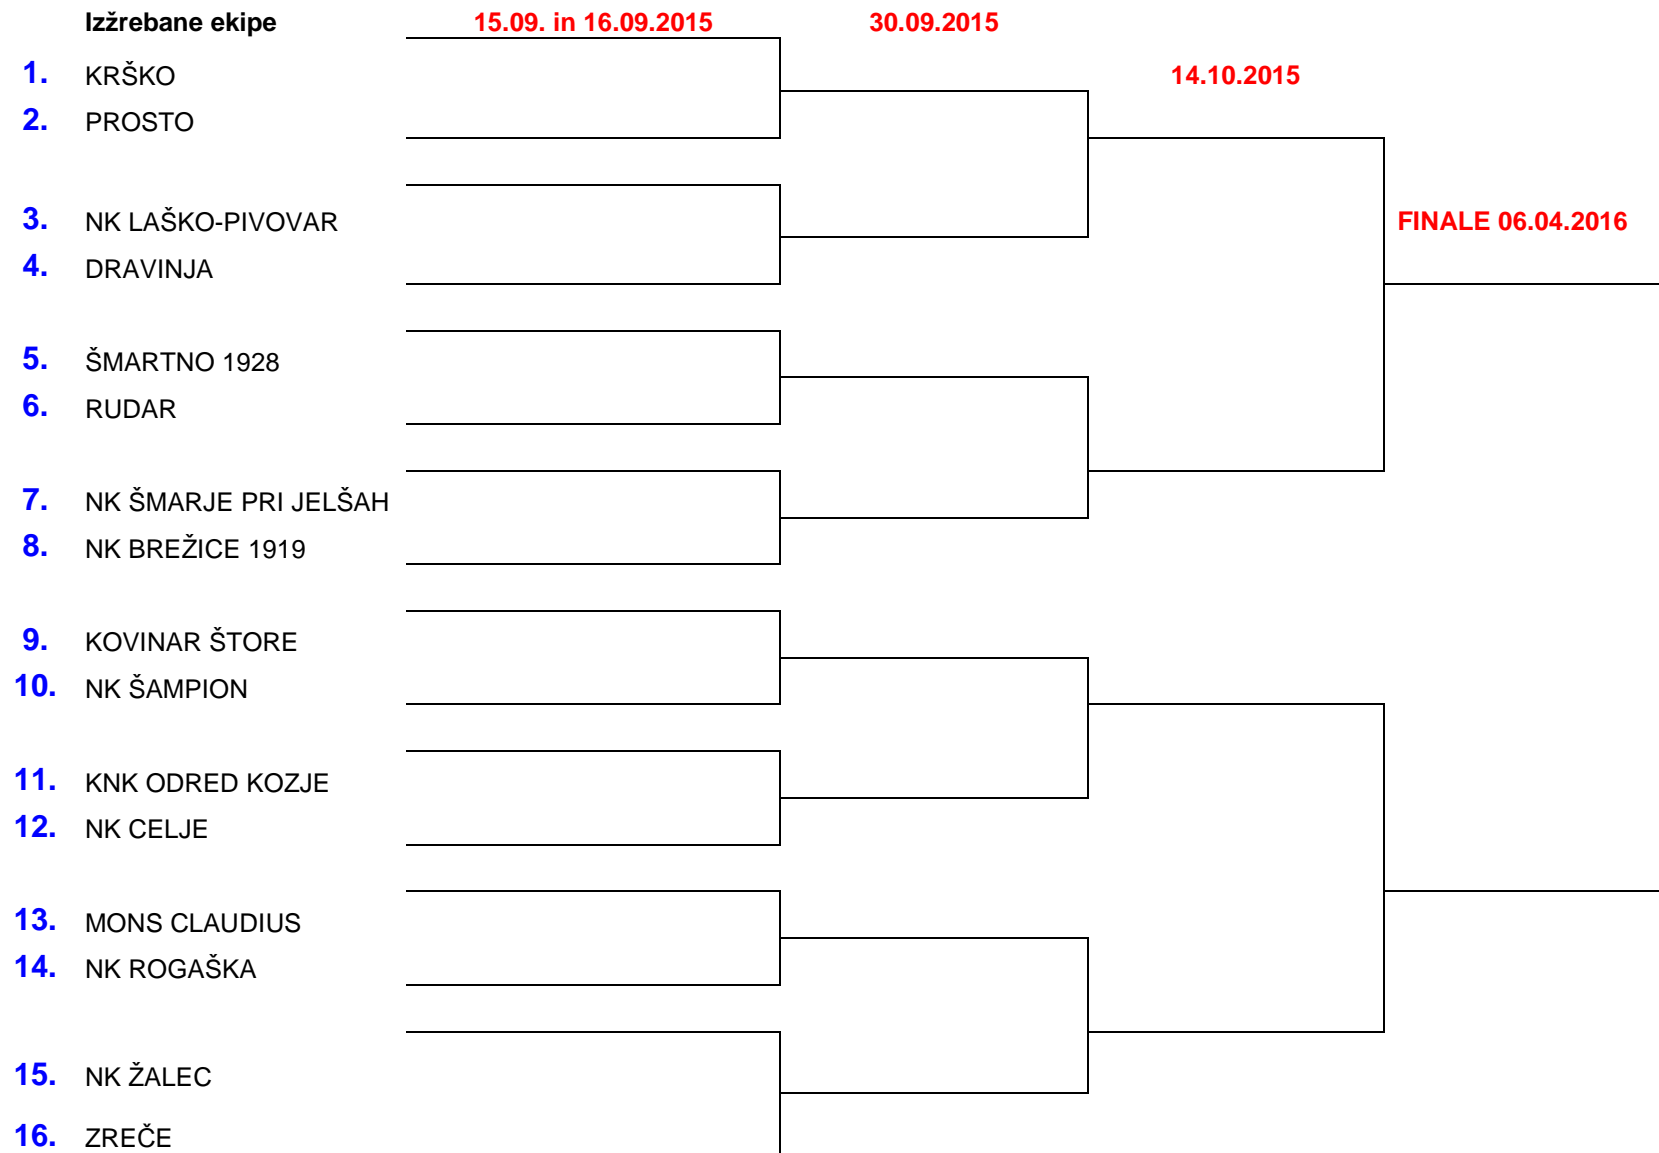 Izžrebane ekipe 15.09. in 16.09.2015 30.09.2015
1. KRŠKO 14.10.2015
2. PROSTO
3. NK LAŠKO-PIVOVAR FINALE 06.04.2016
4. DRAVINJA
5. ŠMARTNO 1928
6. RUDAR
7. NK ŠMARJE PRI JELŠAH
8. NK BREŽICE 1919
9. KOVINAR ŠTORE
10. NK ŠAMPION
11. KNK ODRED KOZJE
12. NK CELJE
13. MONS CLAUDIUS
14. NK ROGAŠKA
15. NK ŽALEC
16. ZREČE